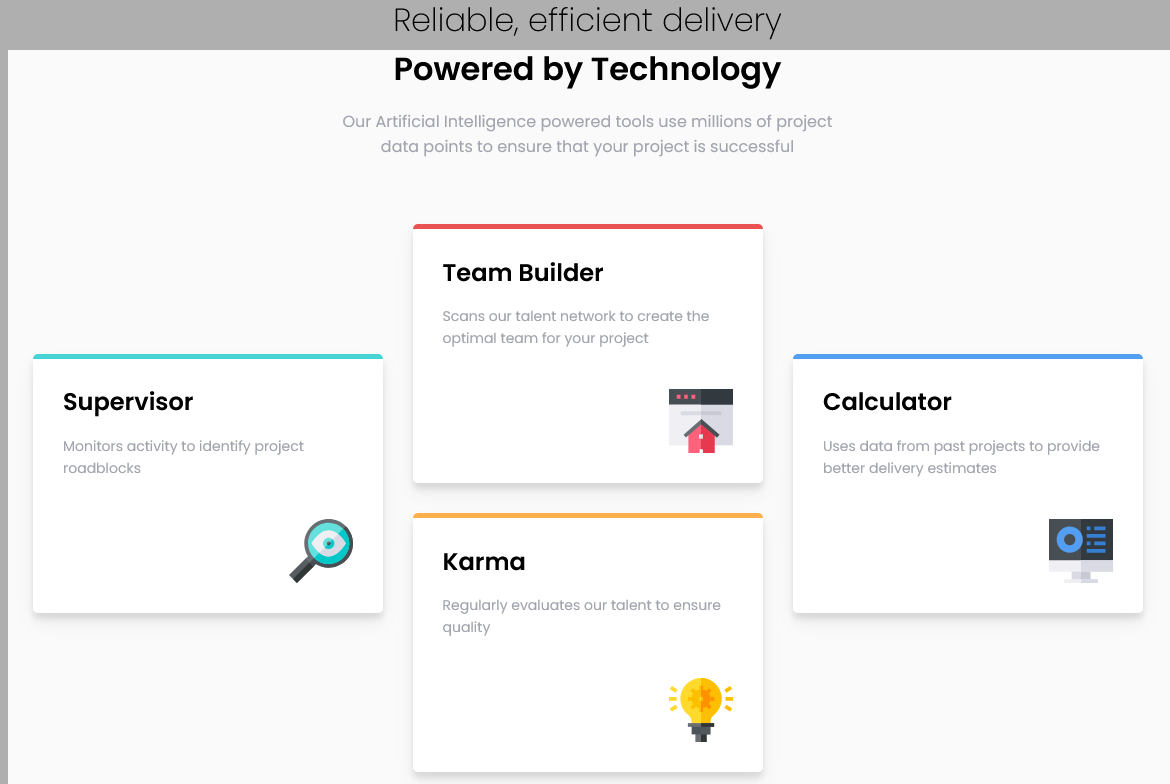 Reliable, efficient delivery
Powered by Technology
Our Artificial Intelligence powered tools use millions of project
data points to ensure that your project is successful
Supervisor
Monitors activity to identify project
roadblocks
Team Builder
Scans our talent network to create the
optimal team for your project
Karma
Regularly evaluates our talent to ensure
quality
Calculator
Uses data from past projects to provide
better delivery estimates